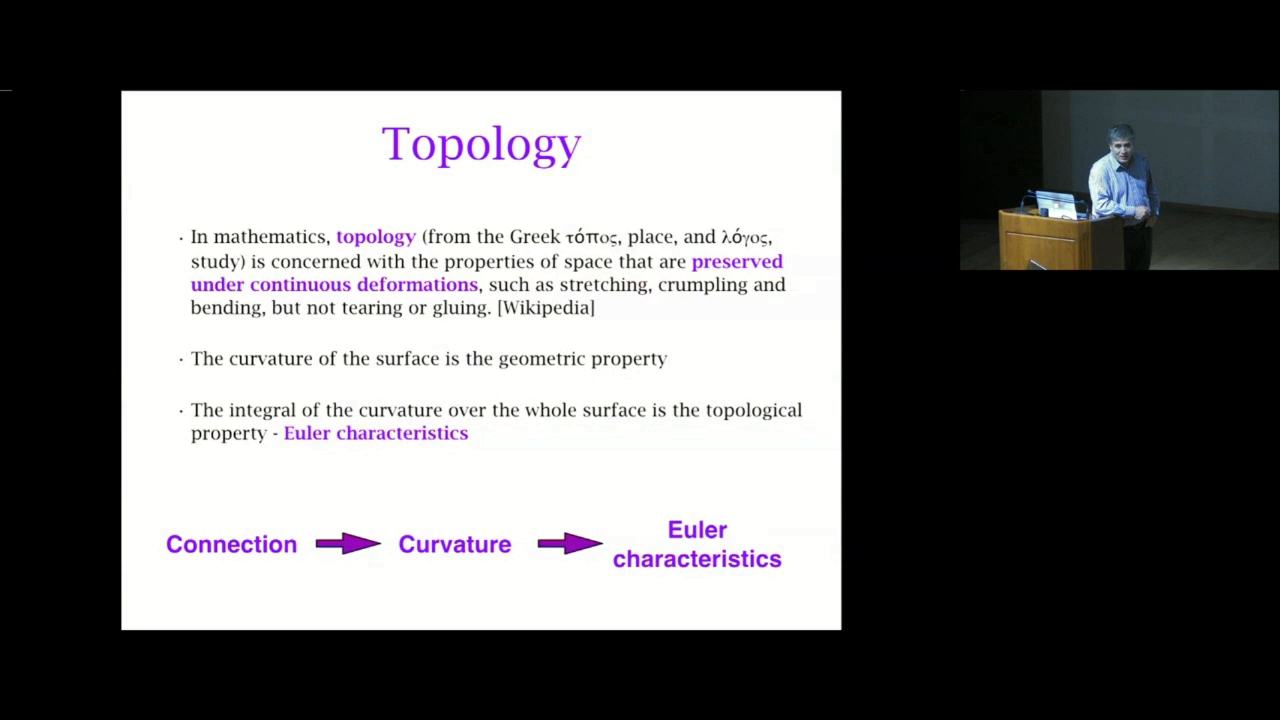 Topology
· In mathematics, topology (from the Greek τόπος, place, and λόγος,
study) is concerned with the properties of space that are preserved
under continuous deformations, such as stretching, crumpling and
bending, but not tearing or gluing. [Wikipedia]
· The curvature of the surface is the geometric property
· The integral of the curvature over the whole surface is the topological
property - Euler characteristics
Connection
Curvature
Euler
characteristics